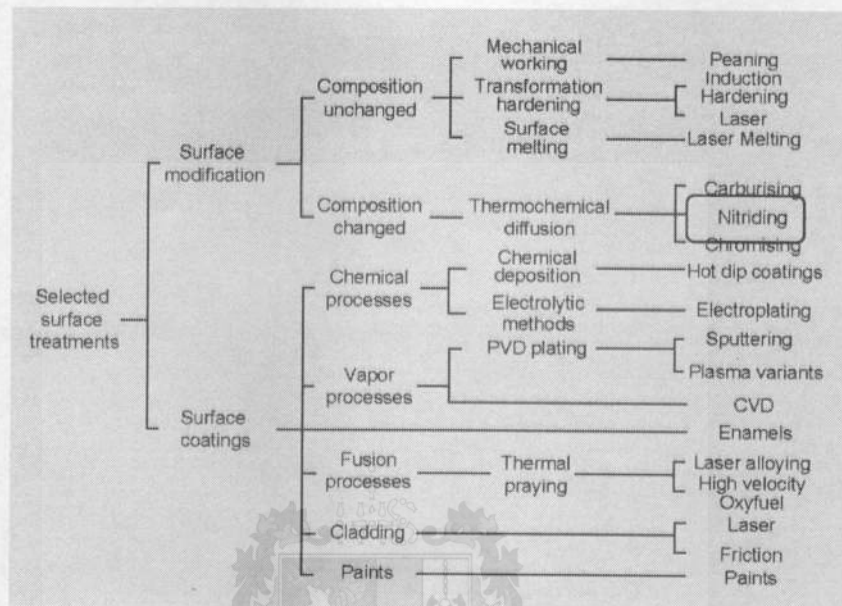 Mechanical
working
Peaning
Composition
unchanged
Transformation
hardening
Induction
Hardening
Laser
Surface
melting
Laser Melting
Surface
modification
Composition
changed
Thermochemical
diffusion
Carburising
Nitriding
Chromising
Selected
surface
treatments
Chemical
processes
Chemical
deposition
Hot dip coatings
Electrolytic
methods
Electroplating
Vapor
processes
PVD plating
Sputtering
Plasma variants
CVD
Surface
coatings
Enamels
Fusion
processes
Thermal
praying
Laser alloying
High velocity
Oxyfuel
Cladding
Laser
Friction
Paints
Paints